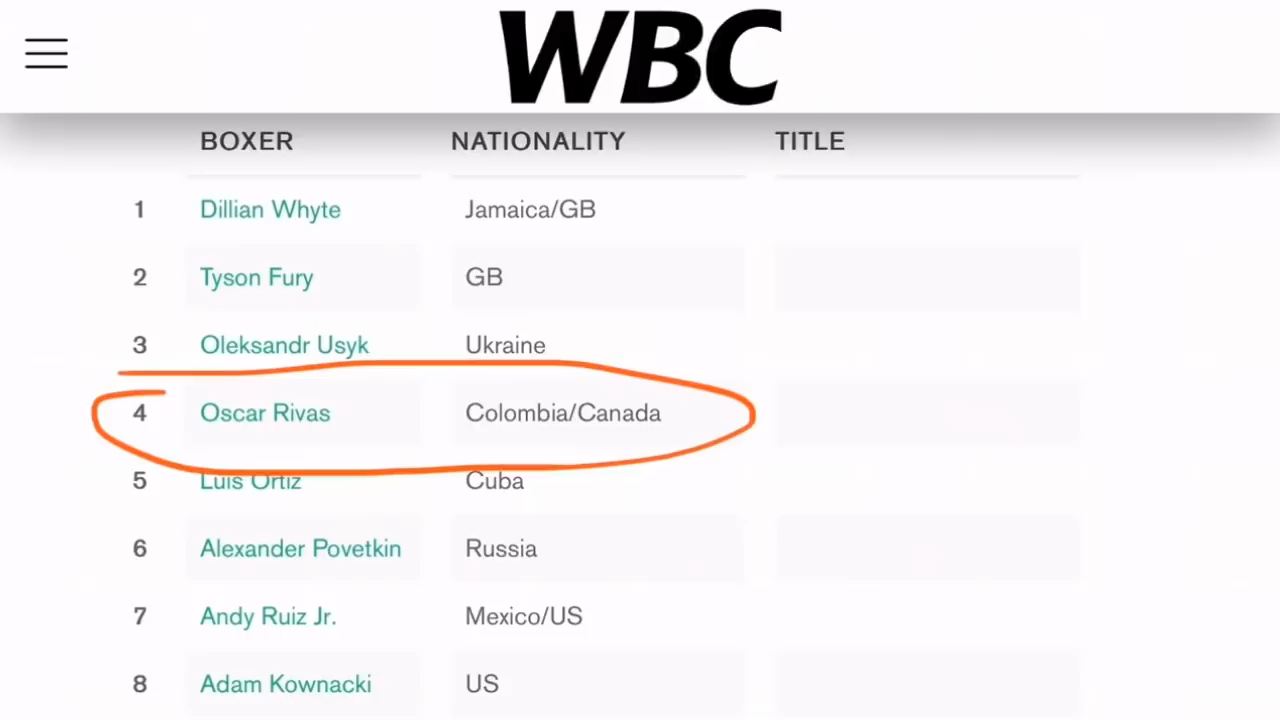 WBC
BOXER NATIONALITY TITLE
1 Dillian Whyte Jamaica/GB
2 Tyson Fury GB
3 Oleksandr Usyk Ukraine
4 Oscar Rivas Colombia/Canada
5 Luis Ortiz Cuba
6 Alexander Povetkin Russia
7 Andy Ruiz Jr. Mexico/US
8 Adam Kownacki US